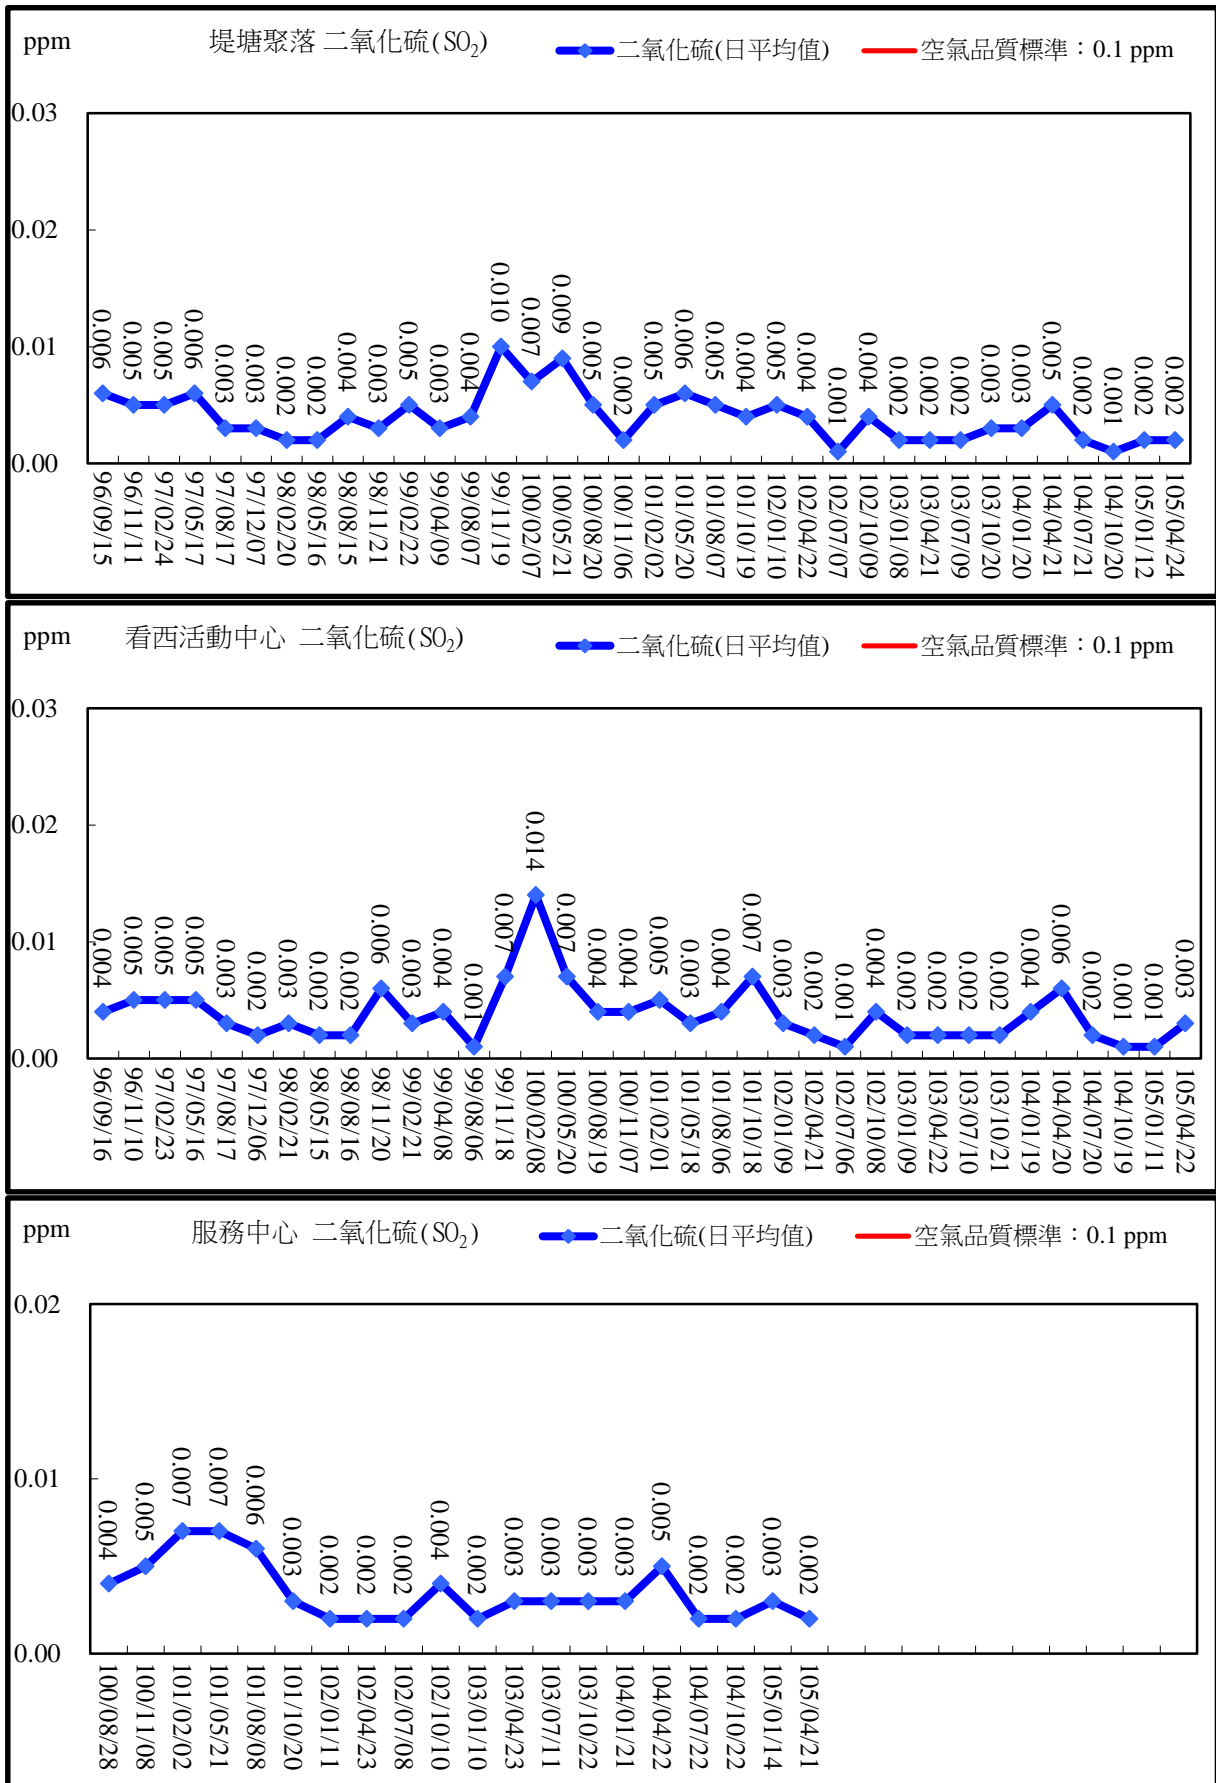 ppm 堤塘聚落 二氧化硫(SO₂) 二氧化硫(日平均值) 空氣品質標準：0.1 ppm
0.03
0.02
0.01
0.00
0.006 0.005 0.005 0.006 0.003 0.003 0.002 0.002 0.004 0.003 0.005 0.003 0.004 0.010 0.007 0.009 0.005 0.002 0.005 0.006 0.005 0.004 0.005 0.004 0.001 0.004 0.002 0.002 0.002 0.003 0.003 0.005 0.002 0.001 0.002 0.002
96/09/15 96/11/11 97/02/24 97/05/17 97/08/17 97/12/07 98/02/20 98/05/16 98/08/15 98/11/21 99/02/22 99/04/09 99/08/07 99/11/19 100/02/07 100/05/21 100/08/20 100/11/06 101/02/02 101/05/20 101/08/07 101/10/19 102/01/10 102/04/22 102/07/07 102/10/09 103/01/08 103/04/21 103/07/09 103/10/20 104/01/20 104/04/21 104/07/21 104/10/20 105/01/12 105/04/24
ppm 看西活動中心 二氧化硫(SO₂) 二氧化硫(日平均值) 空氣品質標準：0.1 ppm
0.03
0.02
0.01
0.00
0.004 0.005 0.005 0.005 0.003 0.002 0.003 0.002 0.002 0.006 0.003 0.004 0.001 0.007 0.014 0.007 0.004 0.004 0.005 0.003 0.004 0.007 0.003 0.002 0.001 0.004 0.002 0.002 0.002 0.002 0.004 0.006 0.002 0.001 0.001 0.003
96/09/16 96/11/10 97/02/23 97/05/16 97/08/17 97/12/06 98/02/21 98/05/15 98/08/16 98/11/20 99/02/21 99/04/08 99/08/06 99/11/18 100/02/08 100/05/20 100/08/19 100/11/07 101/02/01 101/05/18 101/08/06 101/10/18 102/01/09 102/04/21 102/07/06 102/10/08 103/01/09 103/04/22 103/07/10 103/10/21 104/01/19 104/04/20 104/07/20 104/10/19 105/01/11 105/04/22
ppm 服務中心 二氧化硫(SO₂) 二氧化硫(日平均值) 空氣品質標準：0.1 ppm
0.02
0.01
0.00
0.004 0.005 0.007 0.007 0.006 0.003 0.002 0.002 0.002 0.004 0.002 0.003 0.003 0.003 0.003 0.005 0.002 0.002 0.003 0.002
100/08/28 100/11/08 101/02/02 101/05/21 101/08/08 101/10/20 102/01/11 102/04/23 102/07/08 102/10/10 103/01/10 103/04/23 103/07/11 103/10/22 104/01/21 104/04/22 104/07/22 104/10/22 105/01/14 105/04/21